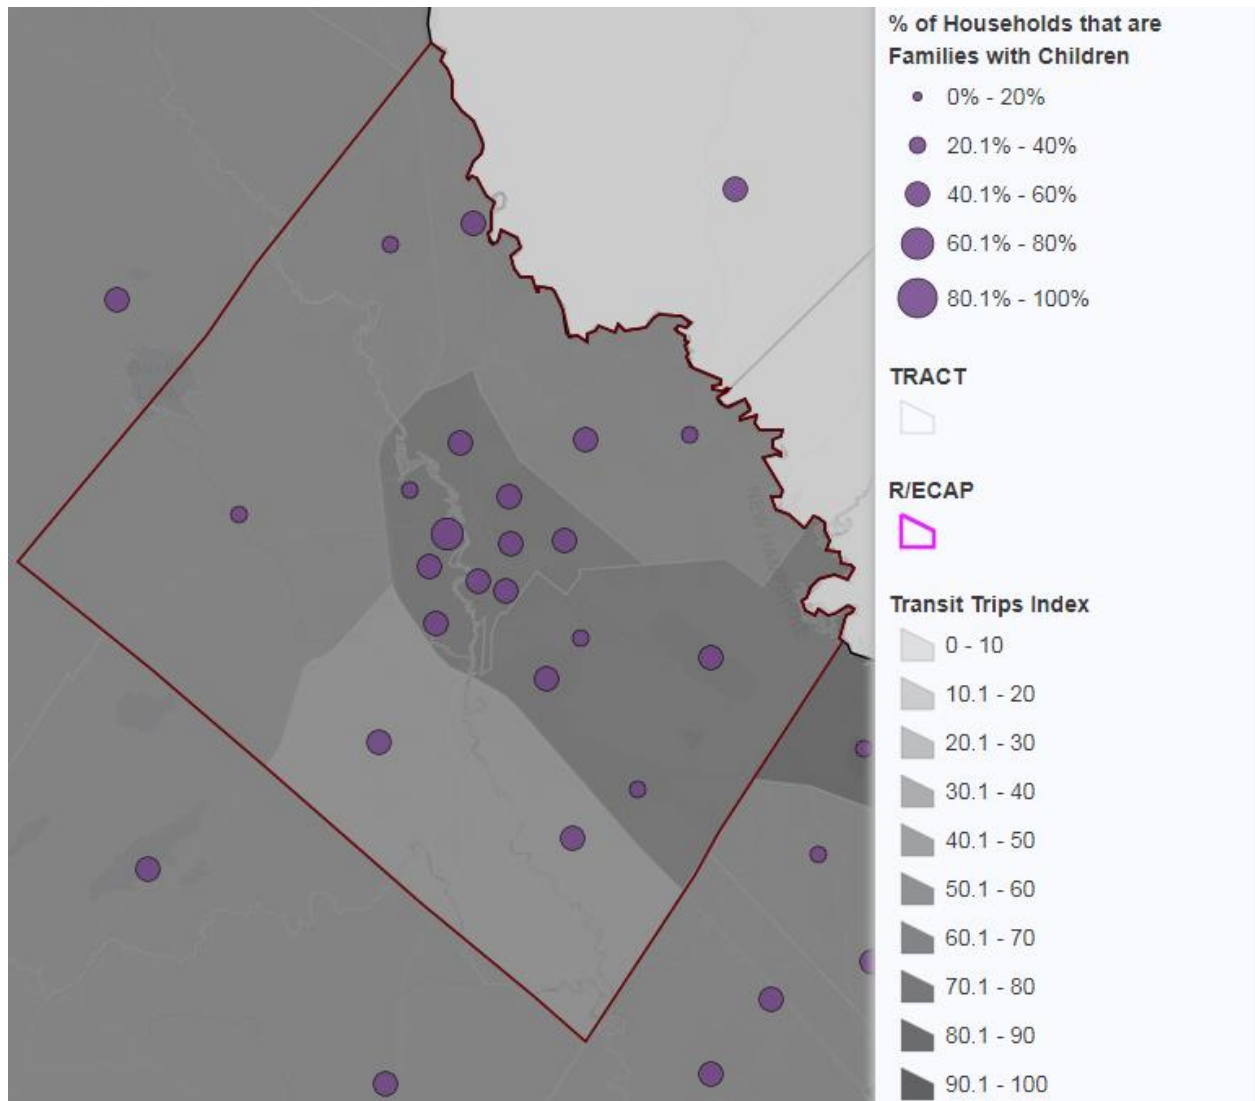 % of Households that are
Families with Children
0% - 20%
20.1% - 40%
40.1% - 60%
60.1% - 80%
80.1% - 100%
TRACT
R/ECAP
Transit Trips Index
0 - 10
10.1 - 20
20.1 - 30
30.1 - 40
40.1 - 50
50.1 - 60
60.1 - 70
70.1 - 80
80.1 - 90
90.1 - 100